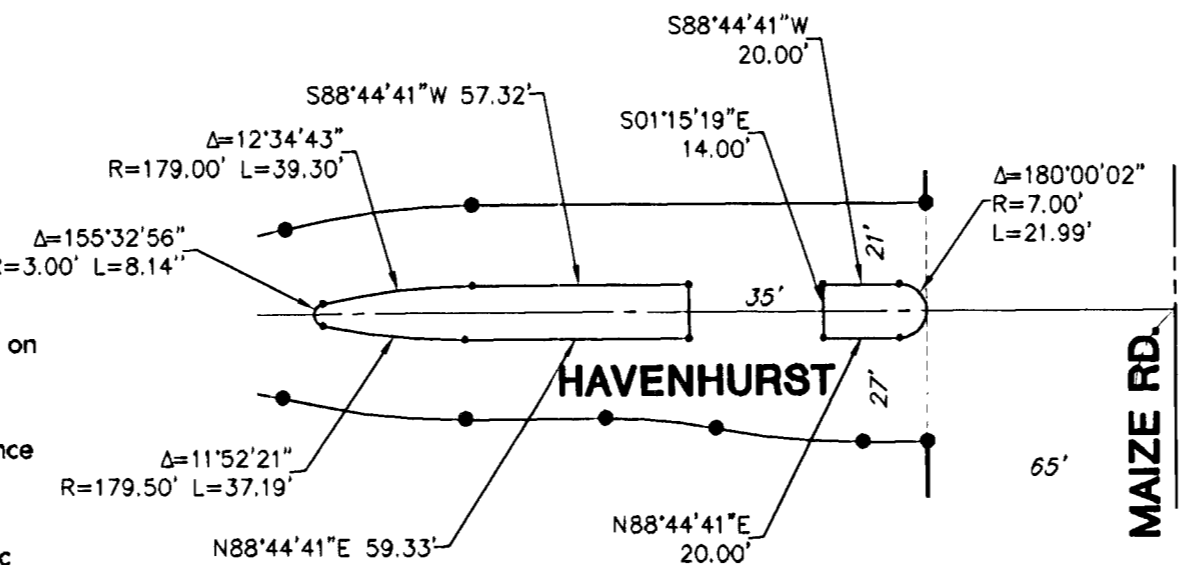 S88°44'41"W
20.00'
S88°44'41"W 57.32'
S01°15'19"E
14.00'
Δ=12°34'43"
R=179.00' L=39.30'
Δ=180°00'02"
R=7.00'
L=21.99'
Δ=155°32'56"
R=3.00' L=8.14'
21'
35'
on
HAVENHURST
27'
MAIZE RD.
nce
Δ=11°52'21"
R=179.50' L=37.19'
65'
N88°44'41"E
20.00'
N88°44'41"E 59.33'
c